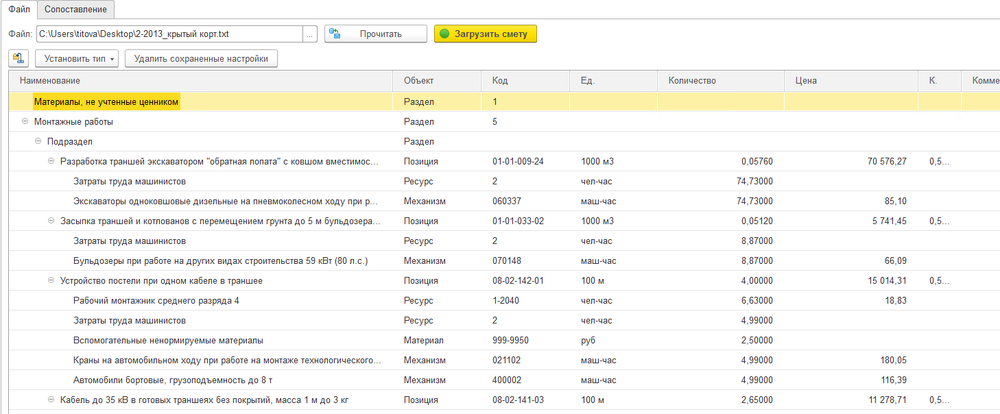 Файл Сопоставление
Файл: C:\Users\titova\Desktop\2-2013_крытый корт.txt ... Прочитать Загрузить смету
Установить тип Удалить сохраненные настройки
Наименование Объект Код Ед. Количество Цена К. Комме
Материалы, не учтенные ценником Раздел 1
Монтажные работы Раздел 5
Подраздел Раздел
Разработка траншей экскаватором "обратная лопата" с ковшом вместимос... Позиция 01-01-009-24 1000 м3 0,05760 70 576,27 0,5...
Затраты труда машинистов Ресурс 2 чел-час 74,73000
Экскаваторы одноковшовые дизельные на пневмоколесном ходу при р... Механизм 060337 маш-час 74,73000 85,10
Засыпка траншей и котлованов с перемещением грунта до 5 м бульдозера... Позиция 01-01-033-02 1000 м3 0,05120 5 741,45 0,5...
Затраты труда машинистов Ресурс 2 чел-час 8,87000
Бульдозеры при работе на других видах строительства 59 кВт (80 л.с.) Механизм 070148 маш-час 8,87000 66,09
Устройство постели при одном кабеле в траншее Позиция 08-02-142-01 100 м 4,00000 15 014,31 0,5...
Рабочий монтажник среднего разряда 4 Ресурс 1-2040 чел-час 6,63000 18,83
Затраты труда машинистов Ресурс 2 чел-час 4,99000
Вспомогательные ненормируемые материалы Материал 999-9950 руб 2,50000
Краны на автомобильном ходу при работе на монтаже технологического... Механизм 021102 маш-час 4,99000 180,05
Автомобили бортовые, грузоподъемность до 8 т Механизм 400002 маш-час 4,99000 116,39
Кабель до 35 кВ в готовых траншеях без покрытий, масса 1 м до 3 кг Позиция 08-02-141-03 100 м 2,65000 11 278,71 0,5...